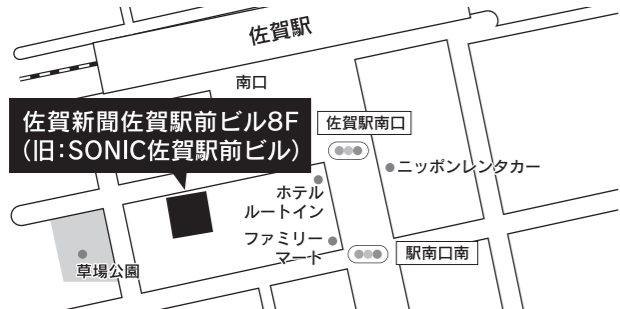 佐賀駅
南口
佐賀新聞佐賀駅前ビル8F
(旧:SONIC佐賀駅前ビル)
佐賀駅南口
ニッポンレンタカー
ホテル
ルートイン
ファミリー
マート
駅南口南
草場公園